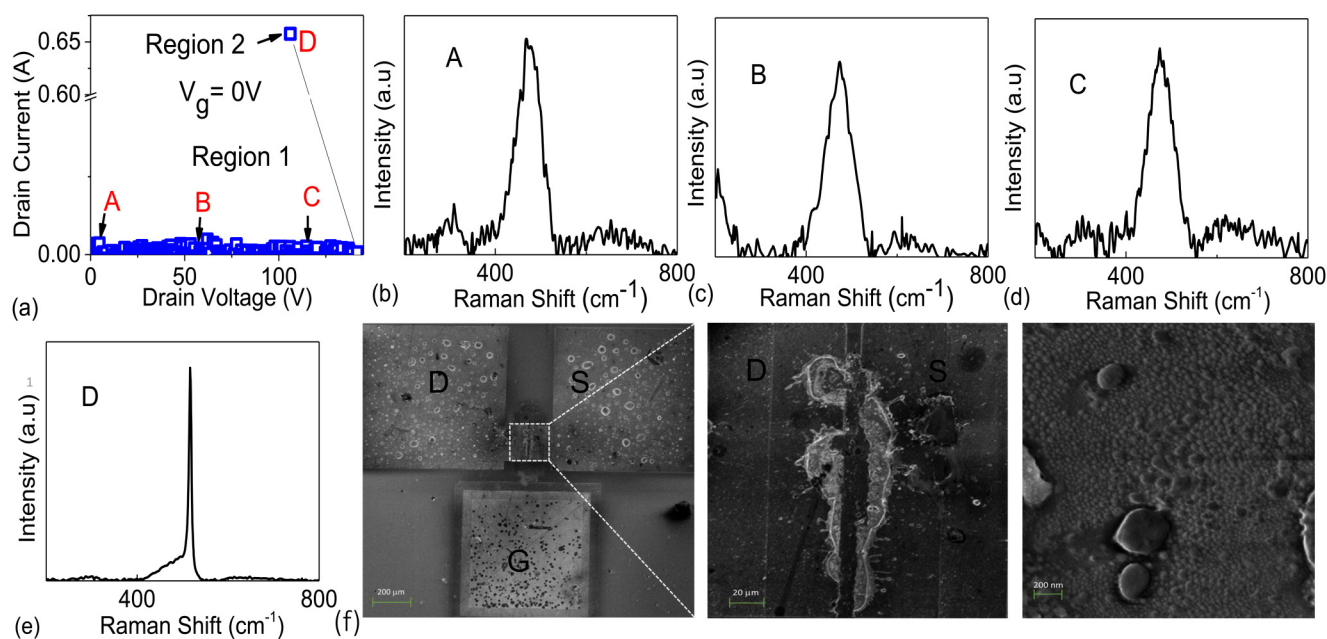 0.65
0.60
0.00
Drain Current (A)
Region 2
D
V_g= 0V
Region 1
A
B
C
0 50 100
Drain Voltage (V)
(a)
Intensity (a.u)
A
400 800
Raman Shift (cm⁻¹)
(b)
Intensity (a.u)
B
400 800
Raman Shift (cm⁻¹)
(c)
Intensity (a.u)
C
400 800
Raman Shift (cm⁻¹)
(d)
Intensity (a.u)
1
D
400 800
Raman Shift (cm⁻¹)
(e)
(f)
D
S
G
200 µm
D
S
20 µm
200 nm